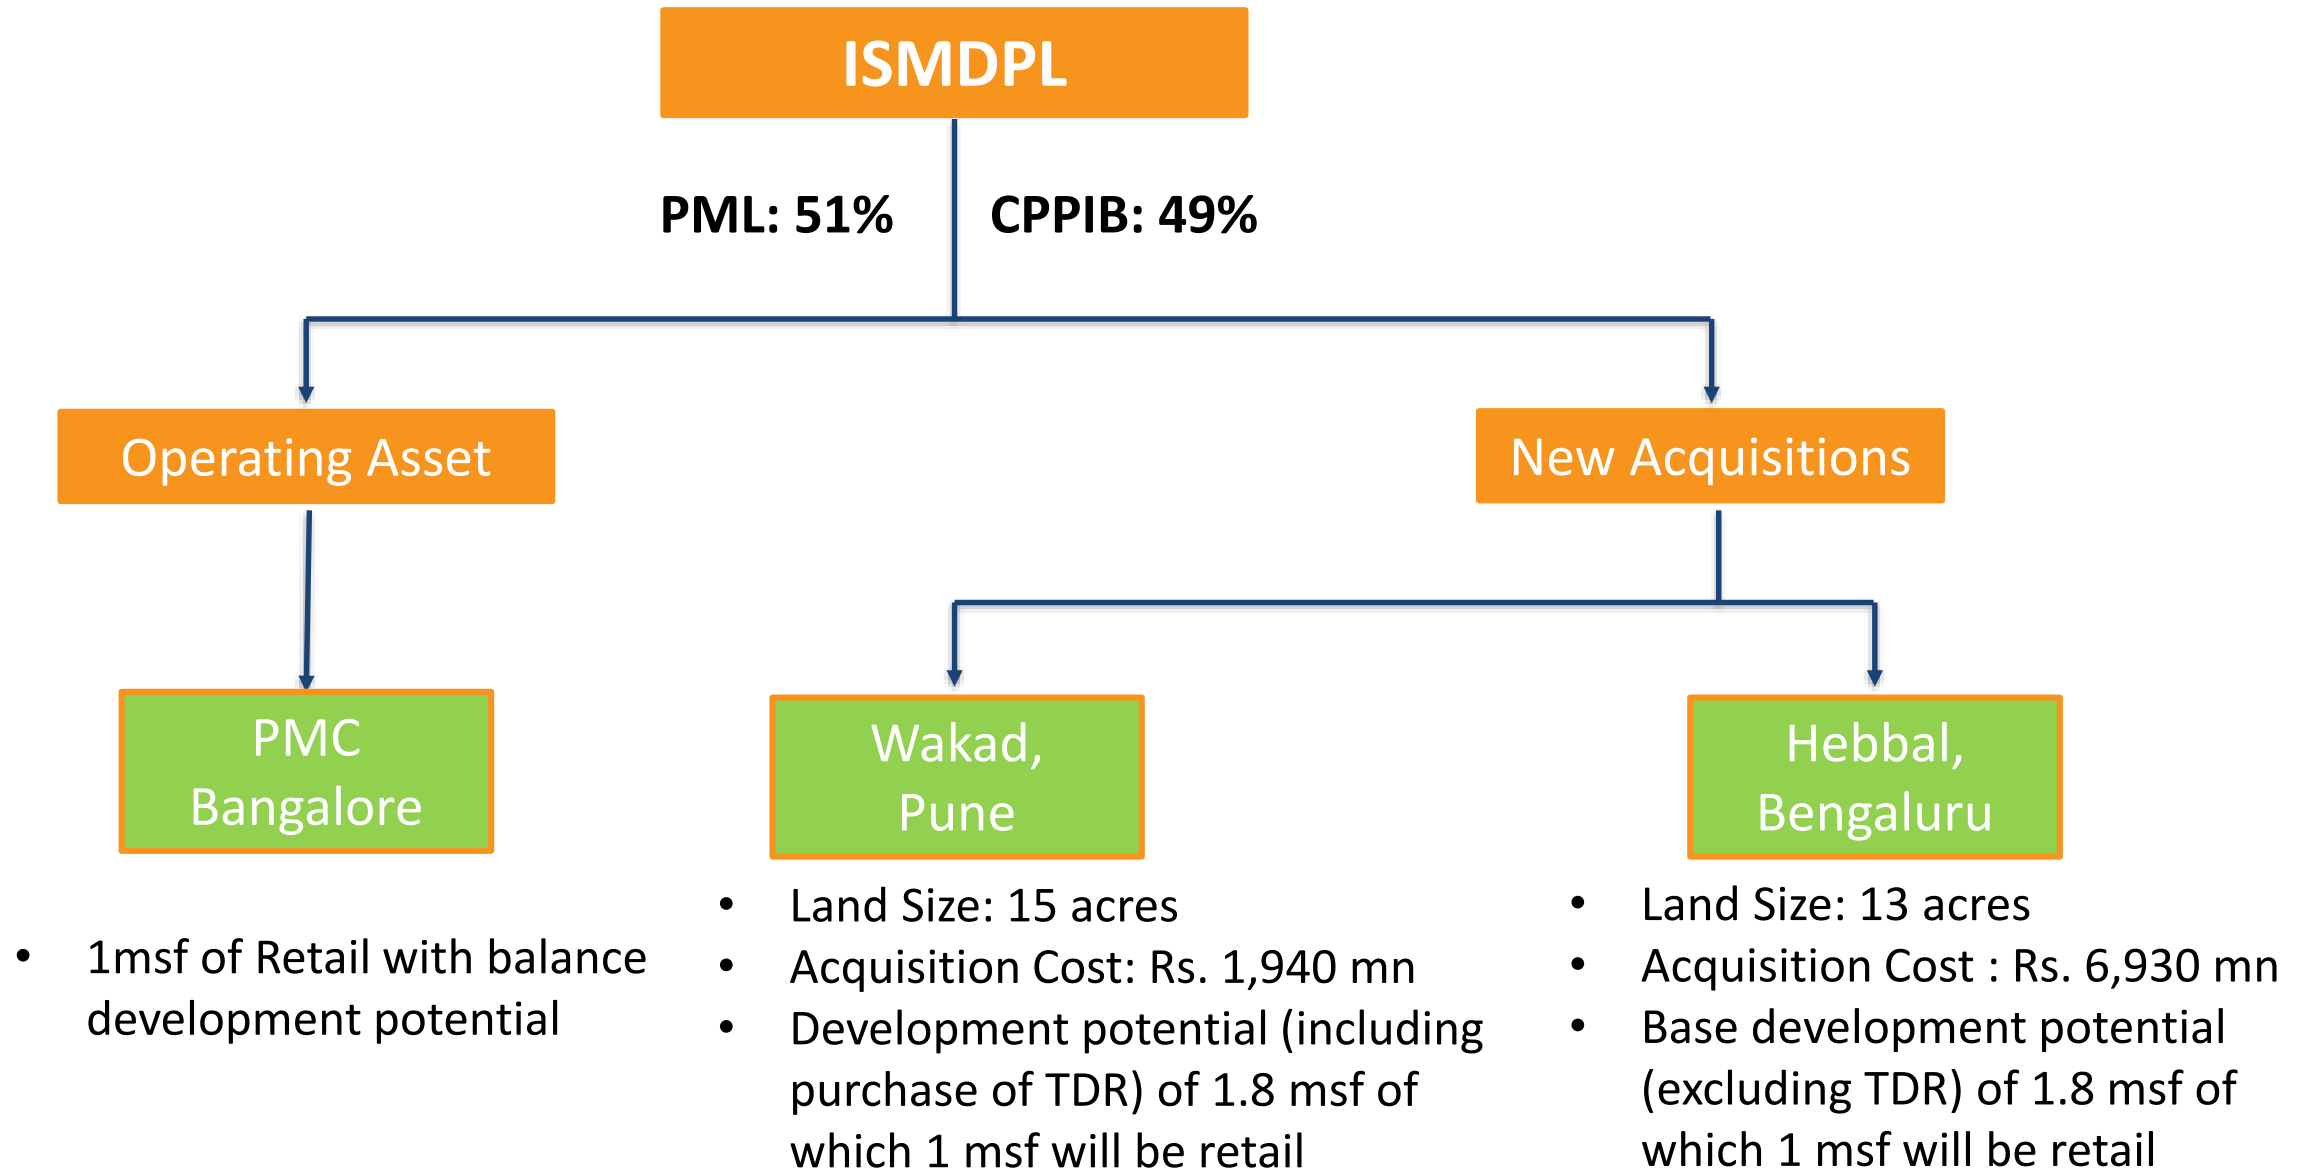 ISMDPL
PML: 51%
CPPIB: 49%
Operating Asset
New Acquisitions
PMC
Bangalore
Wakad,
Pune
Hebbal,
Bengaluru
• 1msf of Retail with balance
development potential
• Land Size: 15 acres
• Acquisition Cost: Rs. 1,940 mn
• Development potential (including
purchase of TDR) of 1.8 msf of
which 1 msf will be retail
• Land Size: 13 acres
• Acquisition Cost : Rs. 6,930 mn
• Base development potential
(excluding TDR) of 1.8 msf of
which 1 msf will be retail